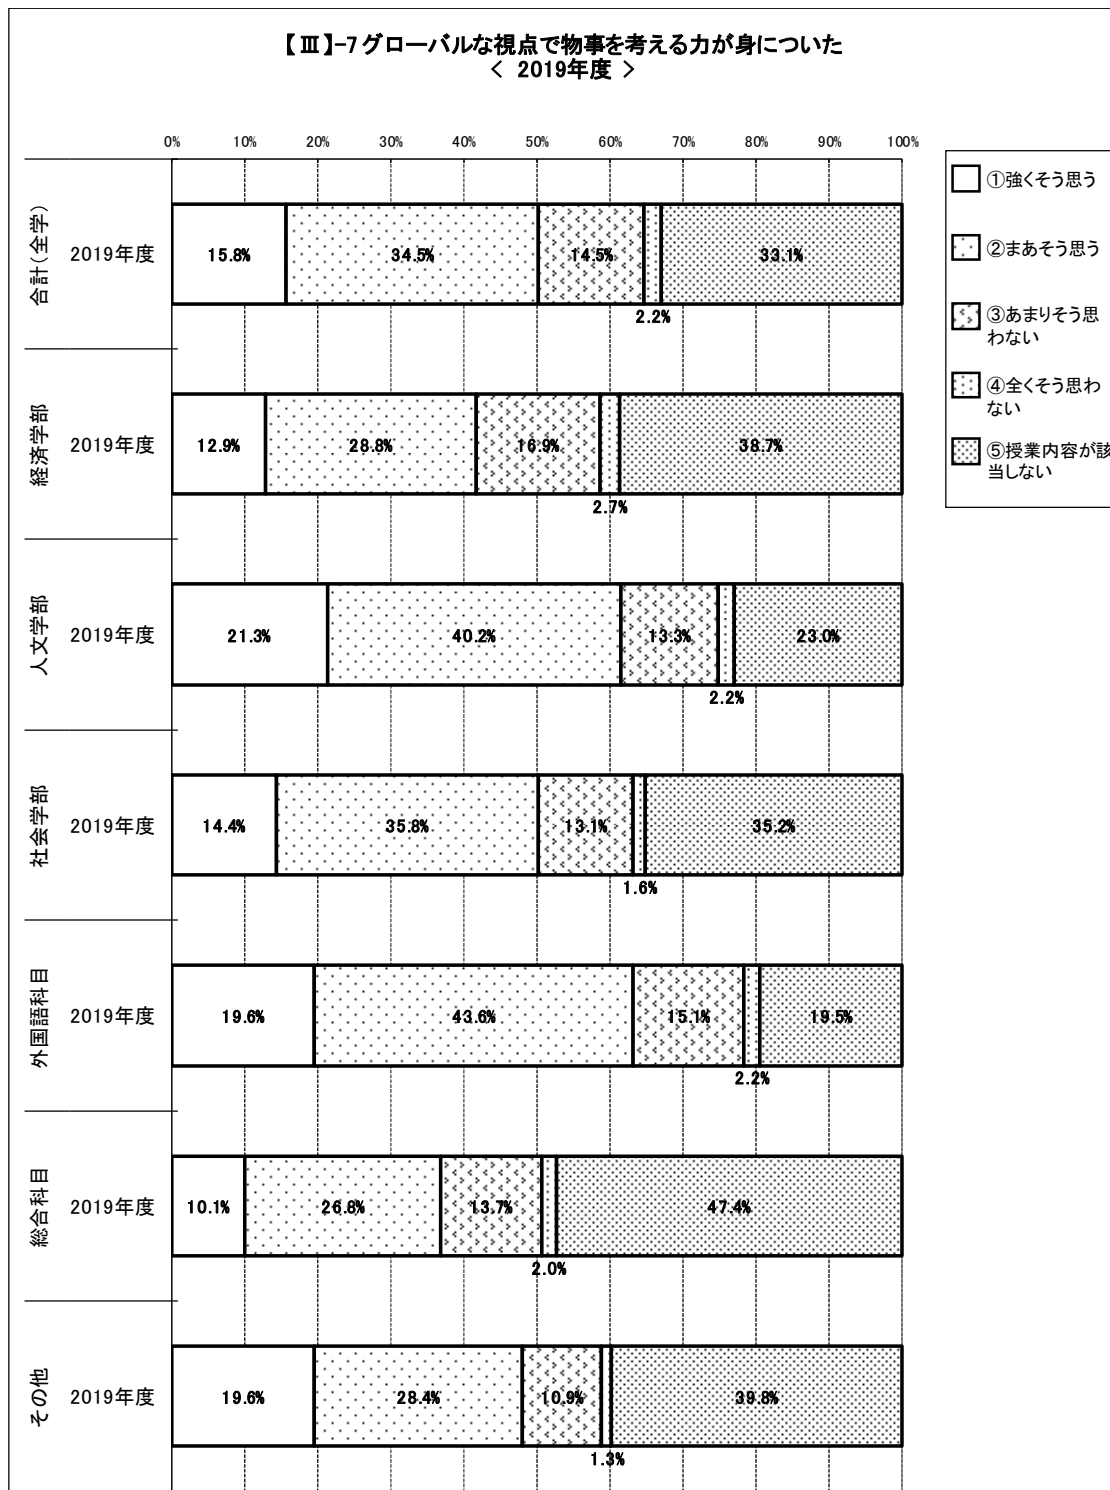 【Ⅲ】-7 グローバルな視点で物事を考える力が身についた
< 2019年度 >
0% 10% 20% 30% 40% 50% 60% 70% 80% 90% 100%
合計(全学)
2019年度
15.8% 34.5% 14.5% 33.1%
2.2%
経済学部
2019年度
12.9% 28.8% 16.9% 38.7%
2.7%
人文学部
2019年度
21.3% 40.2% 13.3% 23.0%
2.2%
社会学部
2019年度
14.4% 35.8% 13.1% 35.2%
1.6%
外国語科目
2019年度
19.6% 43.6% 15.1% 19.5%
2.2%
総合科目
2019年度
10.1% 26.8% 13.7% 47.4%
2.0%
その他
2019年度
19.6% 28.4% 10.9% 39.8%
1.3%
①強くそう思う
②まあそう思う
③あまりそう思
わない
④全くそう思わ
ない
⑤授業内容が該
当しない